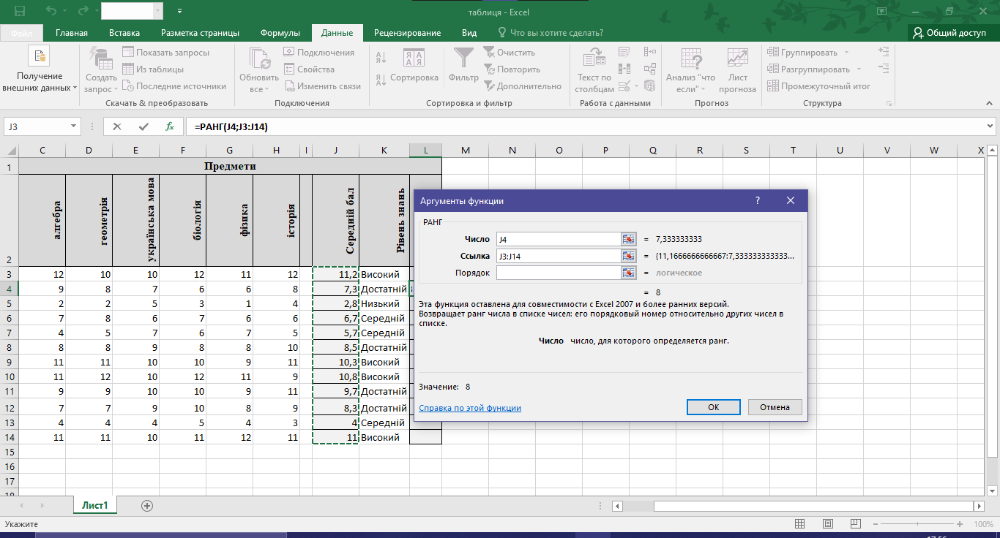 таблиця - Excel
Файл Главная Вставка Разметка страницы Формулы Данные Рецензирование Вид Что вы хотите сделать? Общий доступ
Получение внешних данных
Создать запрос
Показать запросы
Из таблицы
Последние источники
Скачать & преобразовать
Обновить все
Подключения
Свойства
Изменить связи
Подключения
Сортировка
Фильтр
Очистить
Повторить
Дополнительно
Сортировка и фильтр
Текст по столбцам
Работа с данными
Анализ "что если"
Лист прогноза
Прогноз
Группировать
Разгруппировать
Промежуточный итог
Структура
J3 fx =РАНГ(J4;J3:J14)
C D E F G H I J K L M N O P Q R S T U V W X
1 Предмети
2 алгебра геометрія українська мова біологія фізика історія Середній бал Рівень знань
3 12 10 10 12 11 12 11,2 Високий
4 9 8 7 6 6 8 7,3 Достатній
5 2 2 5 3 1 4 2,8 Низький
6 7 8 6 7 6 6 6,7 Середній
7 4 5 7 6 7 5 5,7 Середній
8 8 8 9 8 8 10 8,5 Достатній
9 11 11 10 10 9 11 10,3 Високий
10 11 12 10 12 11 9 10,8 Високий
11 9 9 10 10 9 11 9,7 Достатній
12 7 7 9 10 8 9 8,3 Достатній
13 4 4 4 5 4 3 4 Середній
14 11 11 10 11 12 11 11 Високий
15
16
17
18
Аргументы функции ?
РАНГ
Число J4 = 7,333333333
Ссылка J3:J14 = {11,1666666666667:7,333333333333...
Порядок = логическое
= 8
Эта функция оставлена для совместимости с Excel 2007 и более ранних версий.
Возвращает ранг числа в списке чисел: его порядковый номер относительно других чисел в
списке.
Число число, для которого определяется ранг.
Значение: 8
Справка по этой функции
ОК Отмена
Лист1
Укажите 100%